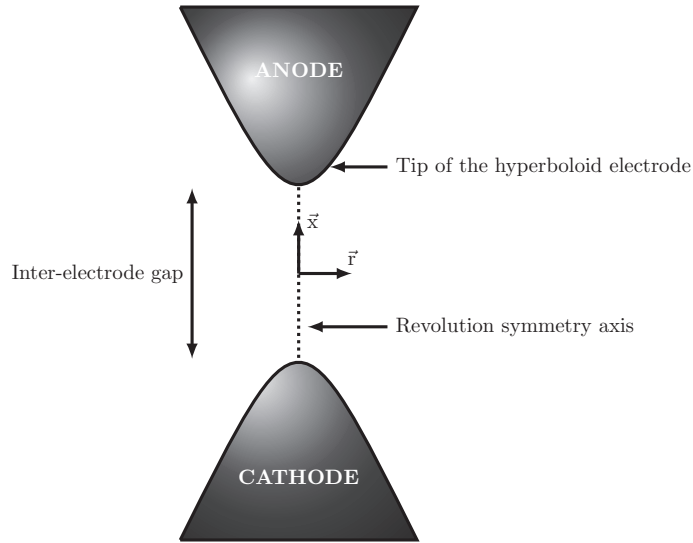 ANODE
Tip of the hyperboloid electrode
x⃗
r⃗
Inter-electrode gap
Revolution symmetry axis
CATHODE